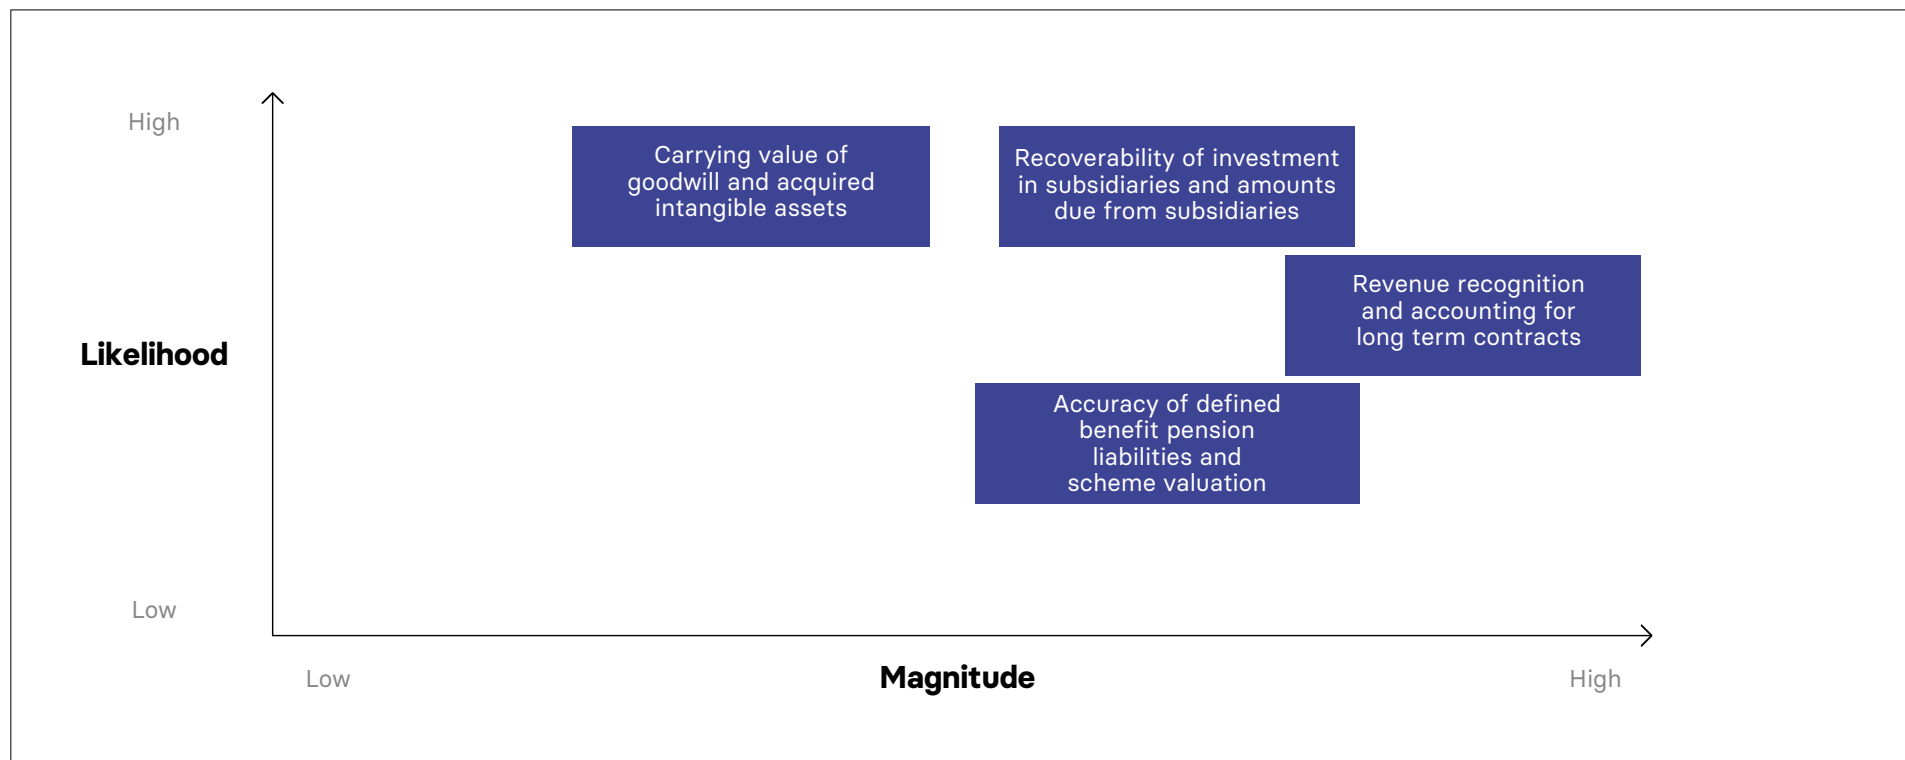 High
Carrying value of
goodwill and acquired
intangible assets
Recoverability of investment
in subsidiaries and amounts
due from subsidiaries
Revenue recognition
and accounting for
long term contracts
Likelihood
Accuracy of defined
benefit pension
liabilities and
scheme valuation
Low
Low
Magnitude
High